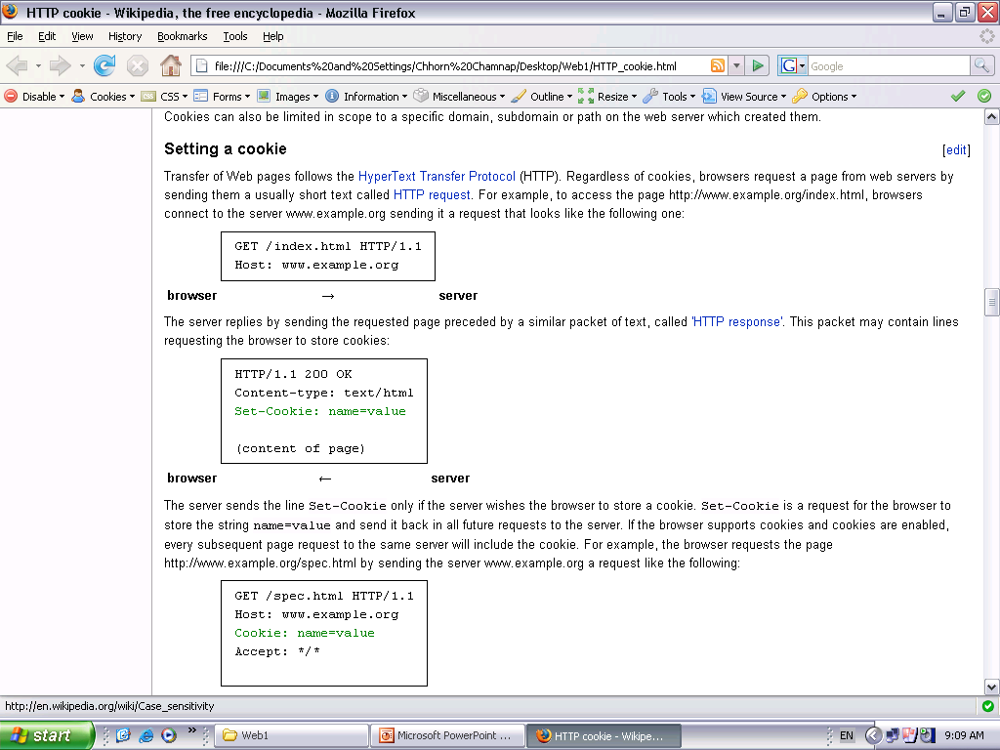 HTTP cookie - Wikipedia, the free encyclopedia - Mozilla Firefox
File Edit View History Bookmarks Tools Help
file:///C:/Documents%20and%20Settings/Chhorn%20Chamnap/Desktop/Web1/HTTP_cookie.html
G Google
Disable Cookies CSS Forms Images Information Miscellaneous Outline Resize Tools View Source Options
Cookies can also be limited in scope to a specific domain, subdomain or path on the web server which created them.
Setting a cookie [edit]
Transfer of Web pages follows the HyperText Transfer Protocol (HTTP). Regardless of cookies, browsers request a page from web servers by
sending them a usually short text called HTTP request. For example, to access the page http://www.example.org/index.html, browsers
connect to the server www.example.org sending it a request that looks like the following one:
GET /index.html HTTP/1.1
Host: www.example.org
browser → server
The server replies by sending the requested page preceded by a similar packet of text, called 'HTTP response'. This packet may contain lines
requesting the browser to store cookies:
HTTP/1.1 200 OK
Content-type: text/html
Set-Cookie: name=value
(content of page)
browser ← server
The server sends the line Set-Cookie only if the server wishes the browser to store a cookie. Set-Cookie is a request for the browser to
store the string name=value and send it back in all future requests to the server. If the browser supports cookies and cookies are enabled,
every subsequent page request to the same server will include the cookie. For example, the browser requests the page
http://www.example.org/spec.html by sending the server www.example.org a request like the following:
GET /spec.html HTTP/1.1
Host: www.example.org
Cookie: name=value
Accept: */*
http://en.wikipedia.org/wiki/Case_sensitivity
start Web1 Microsoft PowerPoint ... HTTP cookie - Wikipe... EN 9:09 AM